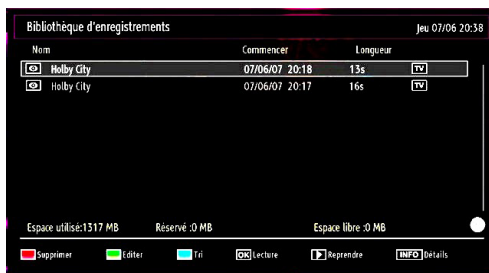 Bibliothèque d'enregistrements Jeu 07/06 20:38
Nom Commencer Longueur
Holby City 07/06/07 20:18 13s TV
Holby City 07/06/07 20:17 16s TV
Espace utilisé:1317 MB Réservé :0 MB Espace libre :0 MB
Supprimer Editer Tri OK Lecture Reprendre INFO Détails